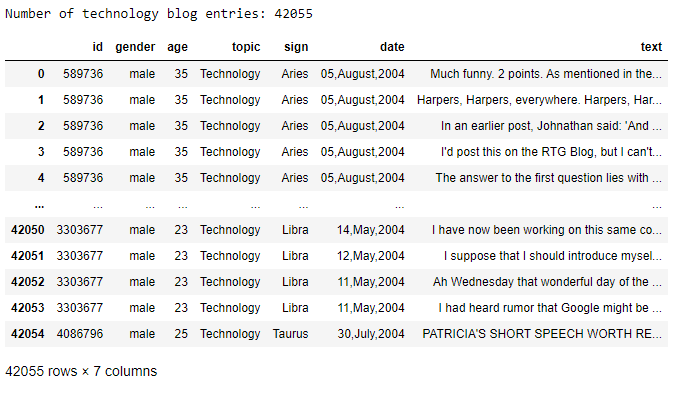 Number of technology blog entries: 42055
id gender age topic sign date text
0 589736 male 35 Technology Aries 05,August,2004 Much funny. 2 points. As mentioned in the...
1 589736 male 35 Technology Aries 05,August,2004 Harpers, Harpers, everywhere. Harpers, Har...
2 589736 male 35 Technology Aries 05,August,2004 In an earlier post, Johnathan said: 'And ...
3 589736 male 35 Technology Aries 05,August,2004 I'd post this on the RTG Blog, but I can't...
4 589736 male 35 Technology Aries 05,August,2004 The answer to the first question lies with ...
... ... ... ... ... ... ... ...
42050 3303677 male 23 Technology Libra 14,May,2004 I have now been working on this same co...
42051 3303677 male 23 Technology Libra 12,May,2004 I suppose that I should introduce mysel...
42052 3303677 male 23 Technology Libra 11,May,2004 Ah Wednesday that wonderful day of the ...
42053 3303677 male 23 Technology Libra 11,May,2004 I had heard rumor that Google might be ...
42054 4086796 male 25 Technology Taurus 30,July,2004 PATRICIA'S SHORT SPEECH WORTH RE...
42055 rows × 7 columns